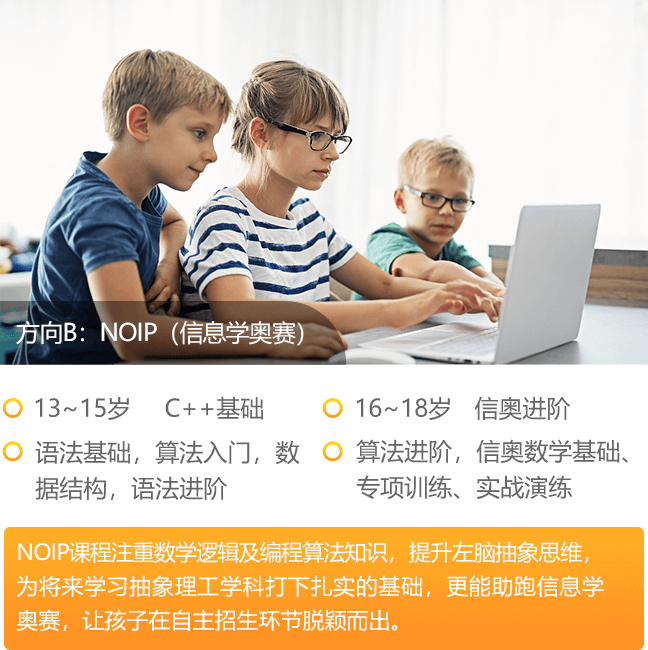 方向B：NOIP（信息学奥赛）
13~15岁 C++基础
语法基础，算法入门，数
据结构，语法进阶
16~18岁 信奥进阶
算法进阶，信奥数学基础、
专项训练、实战演练
NOIP课程注重数学逻辑及编程算法知识，提升左脑抽象思维，
为将来学习抽象理工学科打下扎实的基础，更能助跑信息学
奥赛，让孩子在自主招生环节脱颖而出。